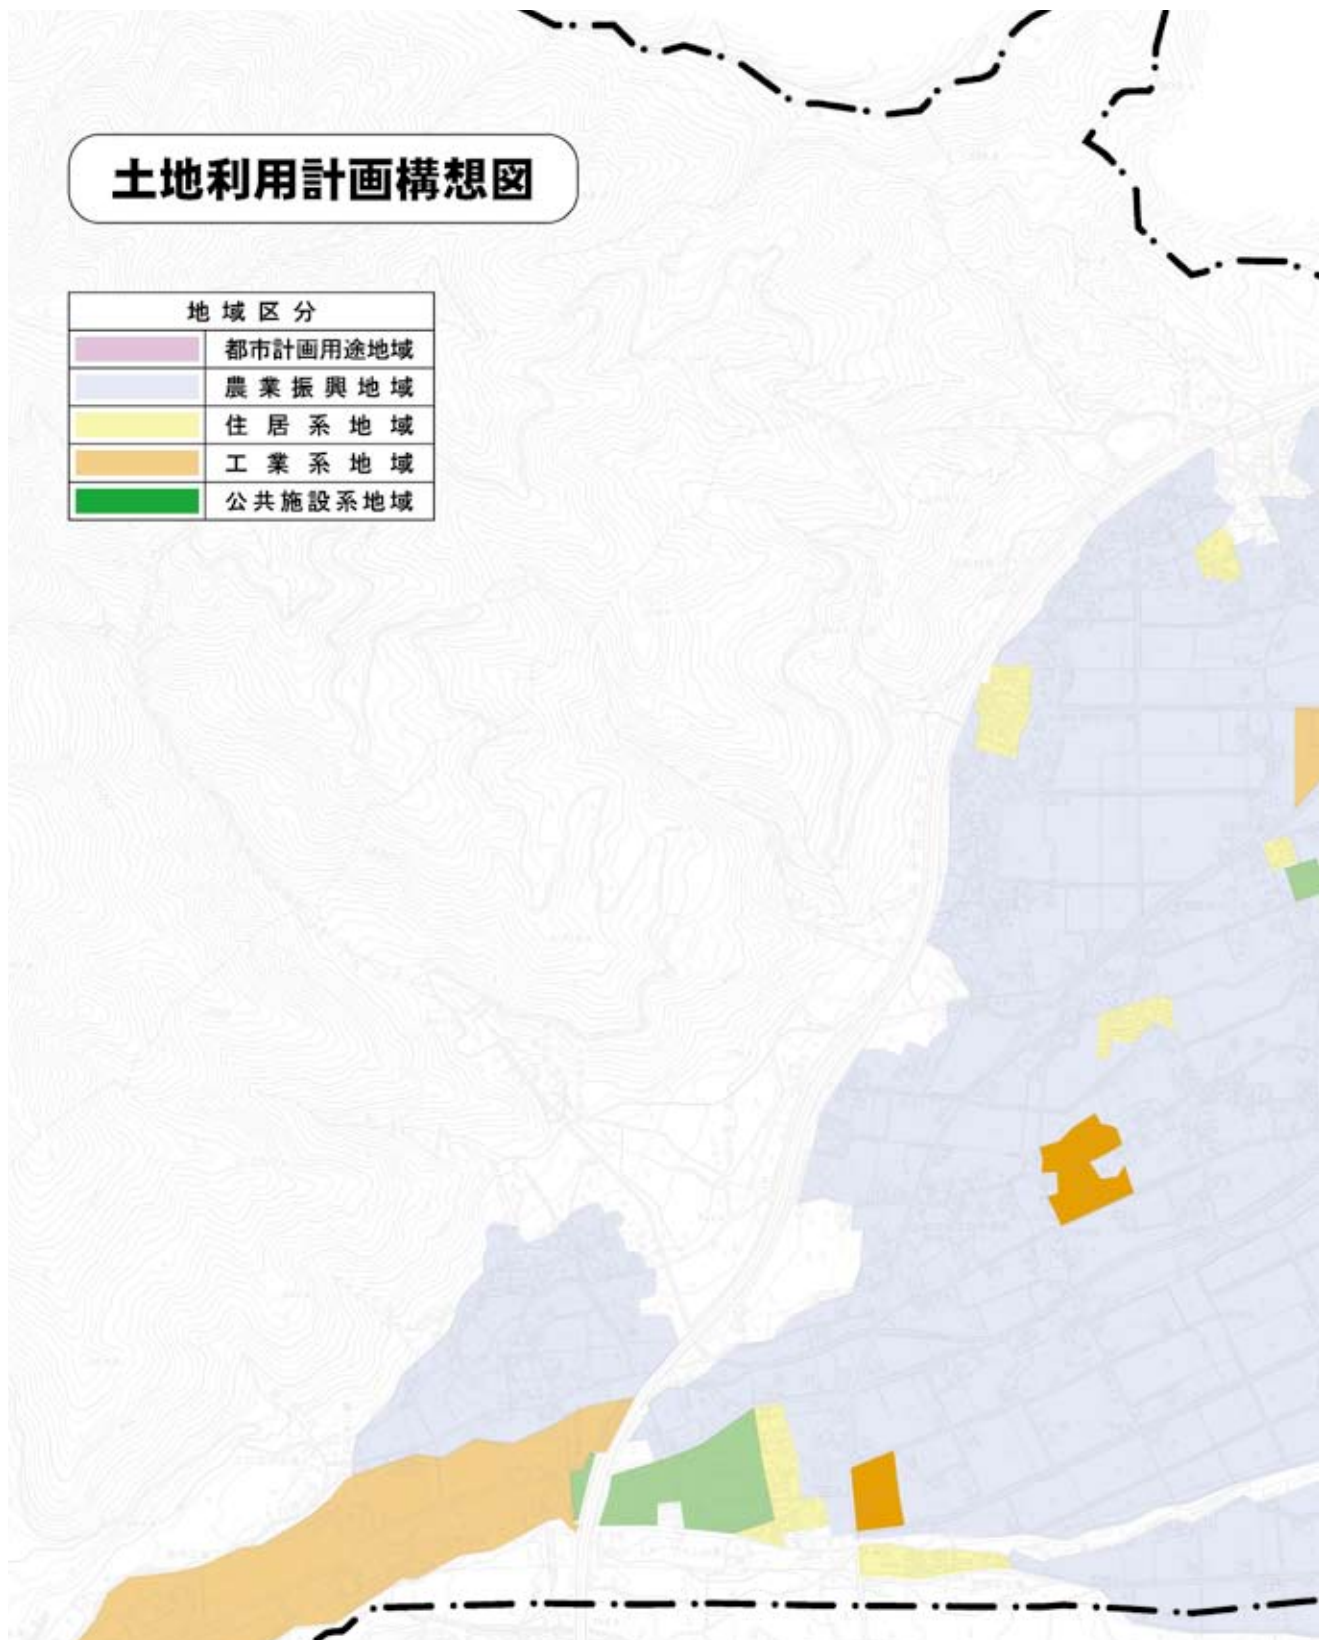 土地利用計画構想図
地域区分
都市計画用途地域
農業振興地域
住居系地域
工業系地域
公共施設系地域